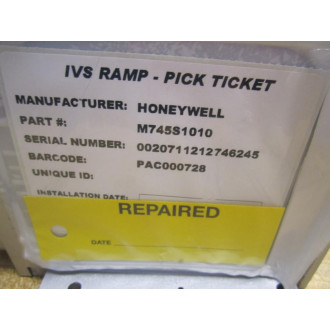 IVS RAMP - PICK TICKET
MANUFACTURER: HONEYWELL
PART #: M745S1010
SERIAL NUMBER: 0020711212746245
BARCODE: PAC000728
UNIQUE ID:
INSTALLATION DATE:
REPAIRED
DATE